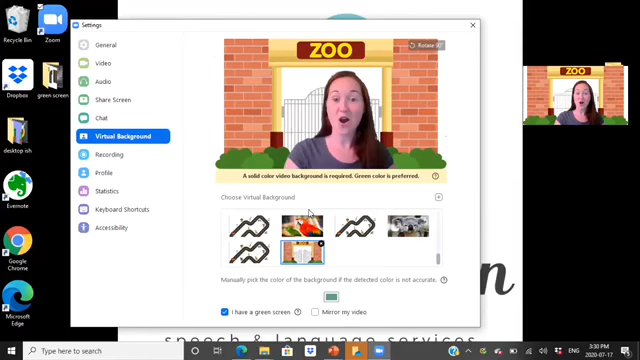 Recycle Bin
Zoom
Dropbox
green screen
desktop ish
Evernote
Google Chrome
Microsoft Edge
Settings
General
Video
Audio
Share Screen
Chat
Virtual Background
Recording
Profile
Statistics
Keyboard Shortcuts
Accessibility
ZOO
Rotate 90°
A solid color video background is required. Green color is preferred.
Choose Virtual Background
Manually pick the color of the background if the detected color is not accurate.
I have a green screen
Mirror my video
ZOO
n
speech & language services
Type here to search
ENG
3:30 PM
2020-07-17